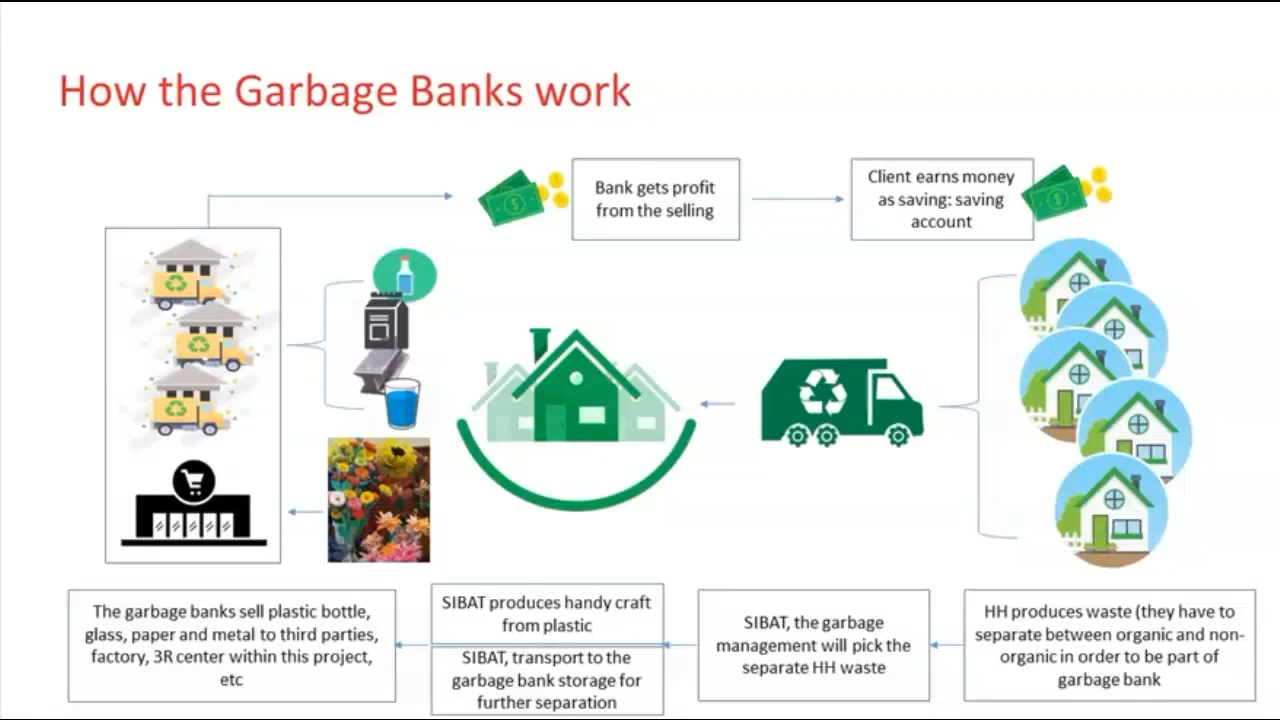 How the Garbage Banks work
Bank gets profit
from the selling
Client earns money
as saving: saving
account
The garbage banks sell plastic bottle,
glass, paper and metal to third parties,
factory, 3R center within this project,
etc
SIBAT produces handy craft
from plastic
SIBAT, transport to the
garbage bank storage for
further separation
SIBAT, the garbage
management will pick the
separate HH waste
HH produces waste (they have to
separate between organic and non-
organic in order to be part of
garbage bank